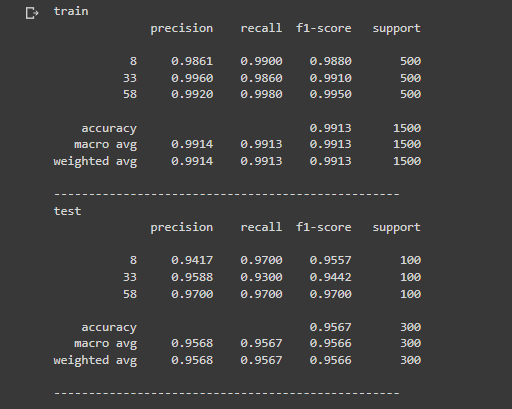 train
precision recall f1-score support
8 0.9861 0.9900 0.9880 500
33 0.9960 0.9860 0.9910 500
58 0.9920 0.9980 0.9950 500
accuracy 0.9913 1500
macro avg 0.9914 0.9913 0.9913 1500
weighted avg 0.9914 0.9913 0.9913 1500
--------------------------------------------------
test
precision recall f1-score support
8 0.9417 0.9700 0.9557 100
33 0.9588 0.9300 0.9442 100
58 0.9700 0.9700 0.9700 100
accuracy 0.9567 300
macro avg 0.9568 0.9567 0.9566 300
weighted avg 0.9568 0.9567 0.9566 300
--------------------------------------------------